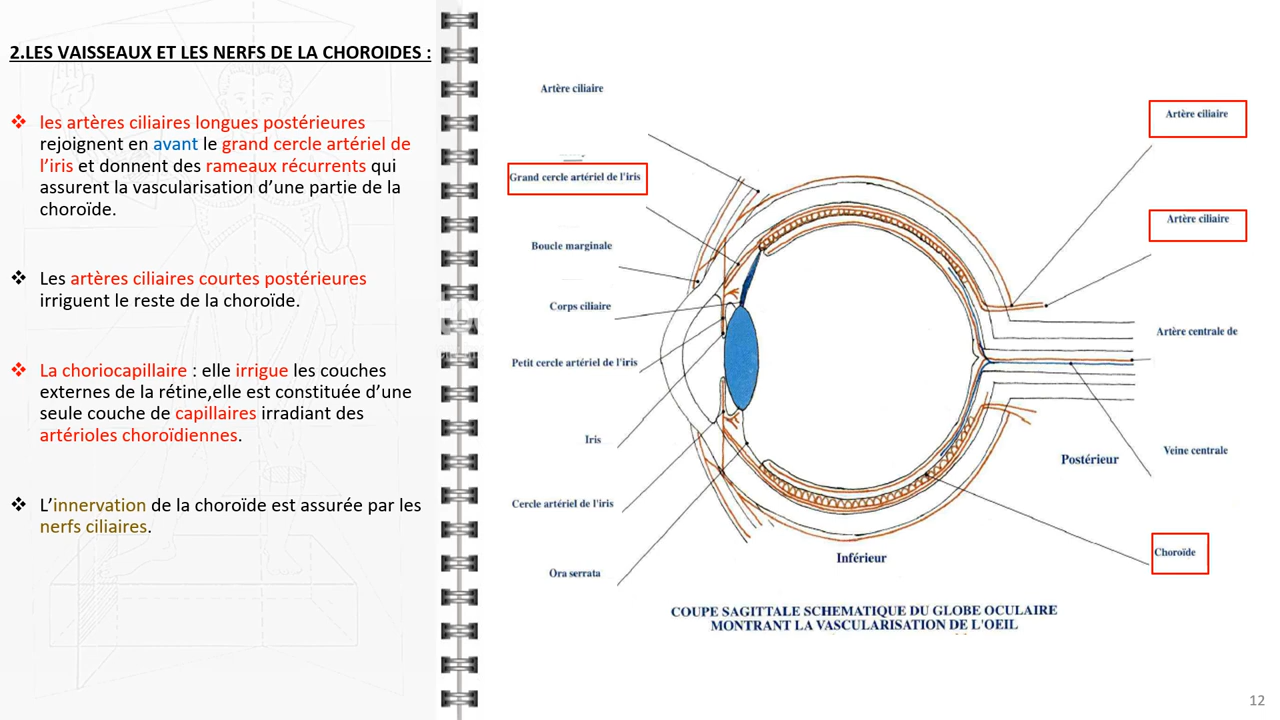 2.LES VAISSEAUX ET LES NERFS DE LA CHOROIDES :
❖ les artères ciliaires longues postérieures
rejoignent en avant le grand cercle artériel de
l’iris et donnent des rameaux récurrents qui
assurent la vascularisation d’une partie de la
choroïde.
❖ Les artères ciliaires courtes postérieures
irriguent le reste de la choroïde.
❖ La choriocapillaire : elle irrigue les couches
externes de la rétine,elle est constituée d’une
seule couche de capillaires irradiant des
artérioles choroïdiennes.
❖ L’innervation de la choroïde est assurée par les
nerfs ciliaires.
Artère ciliaire
Grand cercle artériel de l'iris
Boucle marginale
Corps ciliaire
Petit cercle artériel de l'iris
Iris
Cercle artériel de l'iris
Ora serrata
Artère ciliaire
Artère ciliaire
Artère centrale de
Veine centrale
Postérieur
Choroïde
Inférieur
COUPE SAGITTALE SCHEMATIQUE DU GLOBE OCULAIRE
MONTRANT LA VASCULARISATION DE L'OEIL
12